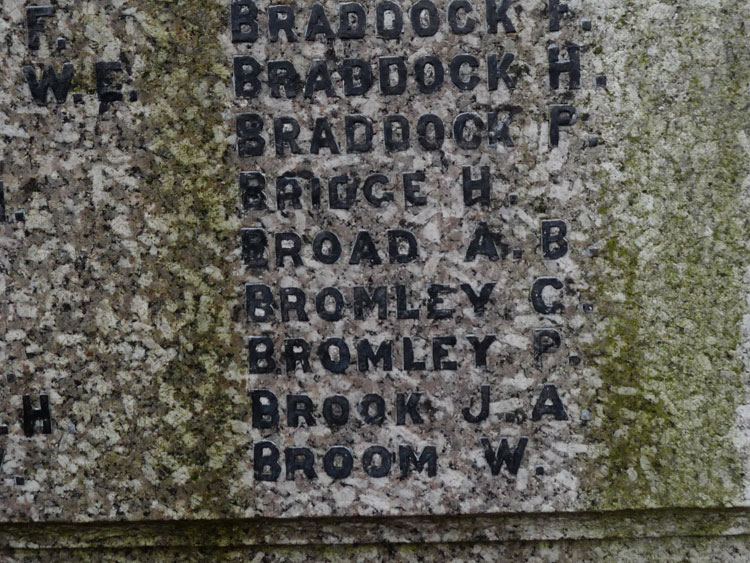 F.
W. E.
H
BRADDOCK F.
BRADDOCK H.
BRADDOCK P.
BRIDGE H.
BROAD A. B
BROMLEY C.
BROMLEY P.
BROOK J. A.
BROOM W.